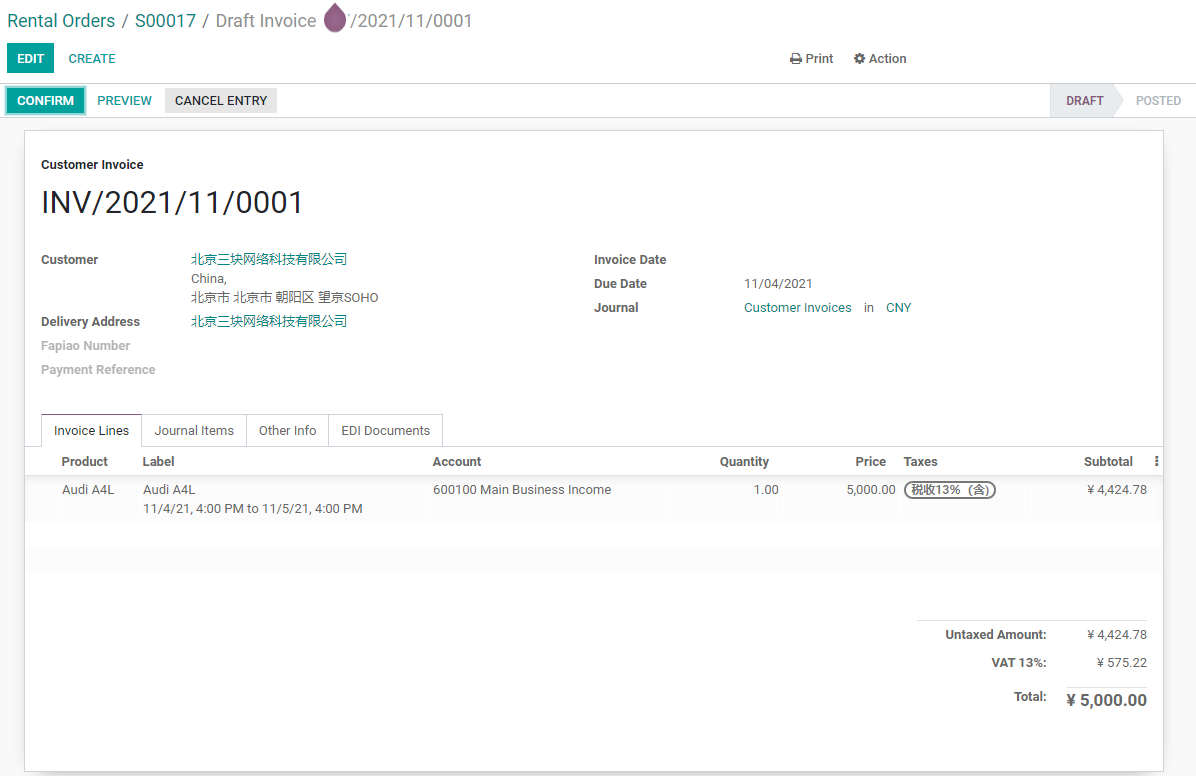 Rental Orders / S00017 / Draft Invoice /2021/11/0001
EDIT CREATE Print Action
CONFIRM PREVIEW CANCEL ENTRY DRAFT POSTED
Customer Invoice
INV/2021/11/0001
Customer 北京三块网络科技有限公司 Invoice Date
China,
Due Date 11/04/2021
北京市 北京市 朝阳区 望京SOHO
Journal Customer Invoices in CNY
Delivery Address 北京三块网络科技有限公司
Fapiao Number
Payment Reference
Invoice Lines Journal Items Other Info EDI Documents
Product Label Account Quantity Price Taxes Subtotal
Audi A4L Audi A4L 600100 Main Business Income 1.00 5,000.00 税收13%（含） ¥ 4,424.78
11/4/21, 4:00 PM to 11/5/21, 4:00 PM
Untaxed Amount: ¥ 4,424.78
VAT 13%: ¥ 575.22
Total: ¥ 5,000.00